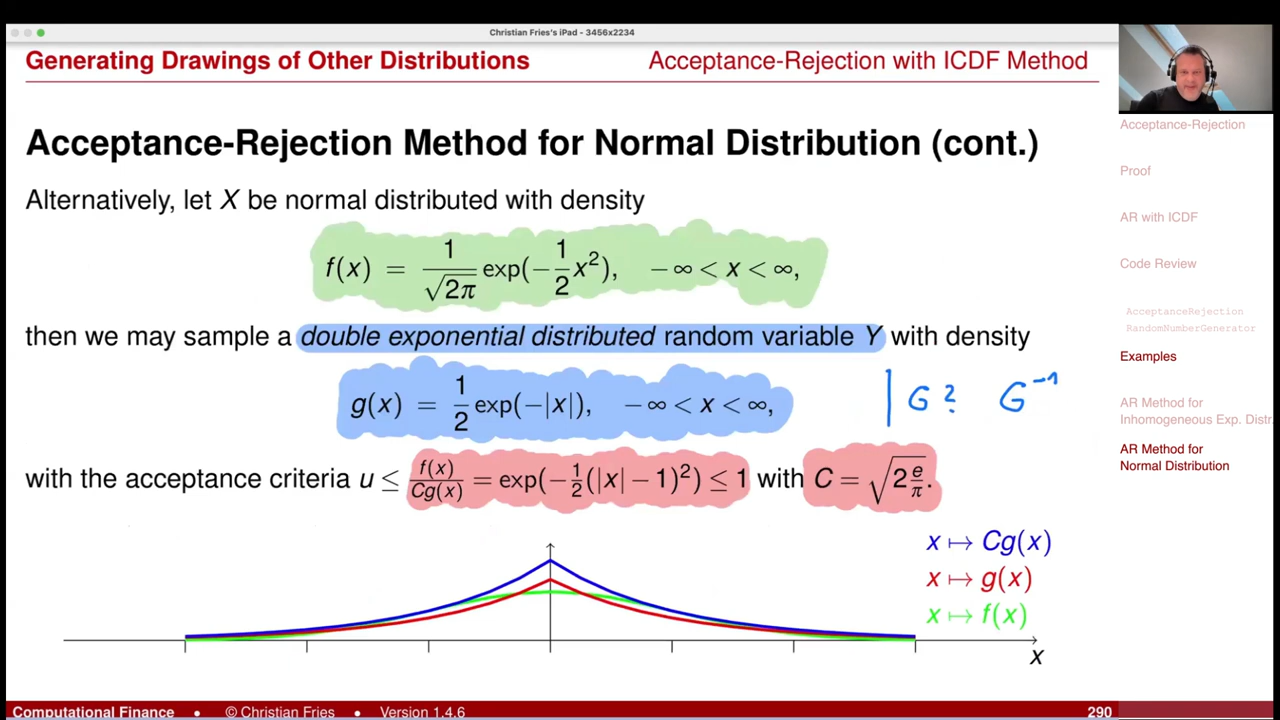 Christian Fries's iPad - 3456x2234
Generating Drawings of Other Distributions
Acceptance-Rejection with ICDF Method
Acceptance-Rejection Method for Normal Distribution (cont.)
Alternatively, let X be normal distributed with density
f(x) = 1/√2π exp(−1/2 x²), −∞ < x < ∞,
then we may sample a double exponential distributed random variable Y with density
g(x) = 1/2 exp(−|x|), −∞ < x < ∞,
| G ? G⁻¹
with the acceptance criteria u ≤ f(x)/Cg(x) = exp(−1/2(|x| − 1)²) ≤ 1 with C = √2e/π.
x ↦ Cg(x)
x ↦ g(x)
x ↦ f(x)
x
Acceptance-Rejection
Proof
AR with ICDF
Code Review
AcceptanceRejection
RandomNumberGenerator
Examples
AR Method for
Inhomogeneous Exp. Distr.
AR Method for
Normal Distribution
Computational Finance • © Christian Fries • Version 1.4.6
290